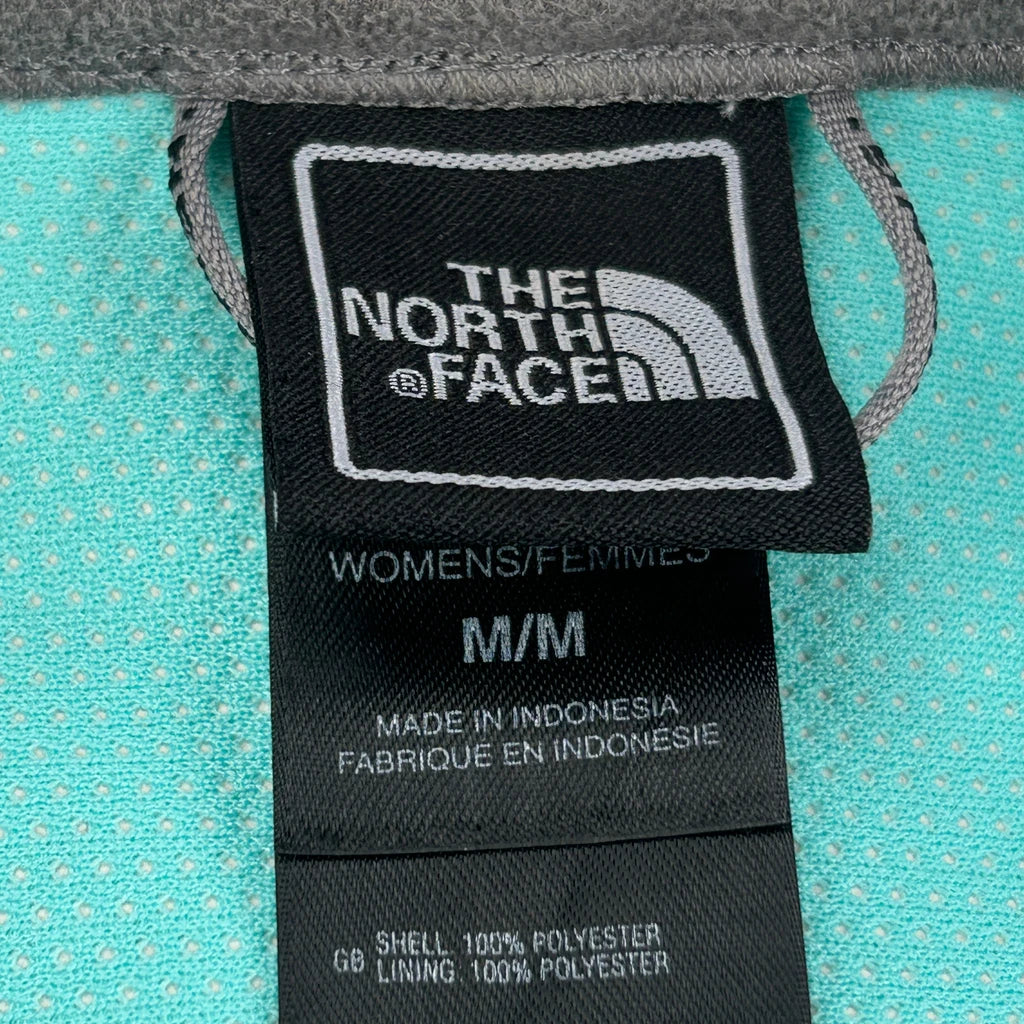 THE
NORTH
®FACE
WOMENS/FEMMES
M/M
MADE IN INDONESIA
FABRIQUE EN INDONESIE
GB SHELL. 100% POLYESTER
LINING. 100% POLYESTER